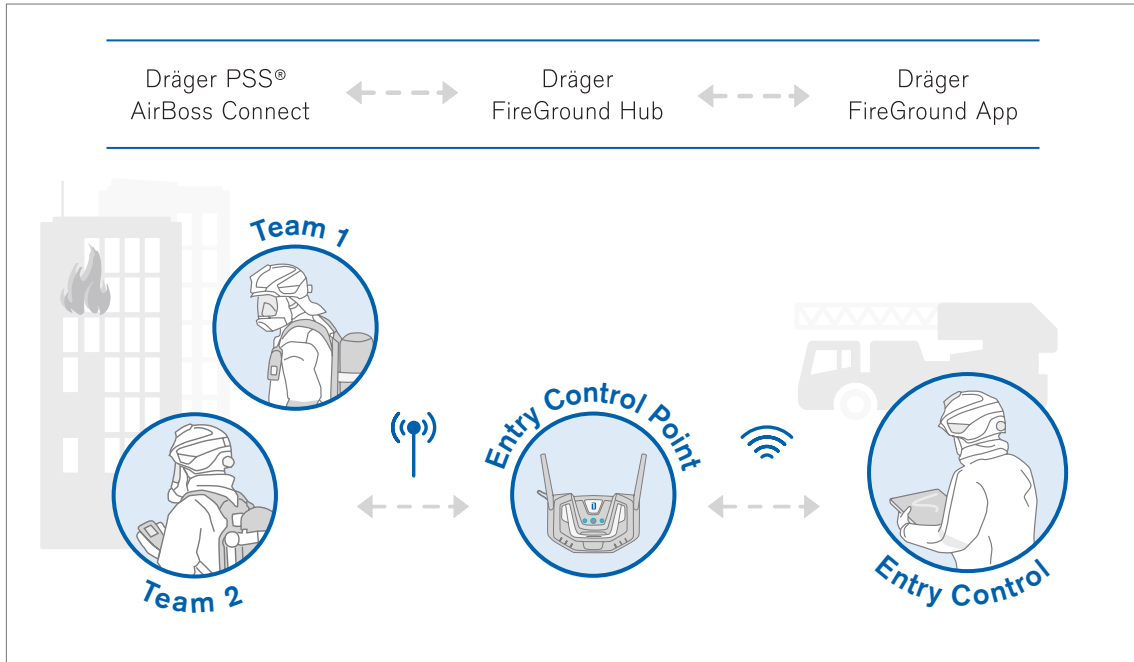 Dräger PSS®
AirBoss Connect
Dräger
FireGround Hub
Dräger
FireGround App
Team 1
Entry Control Point
Team 2
Entry Control